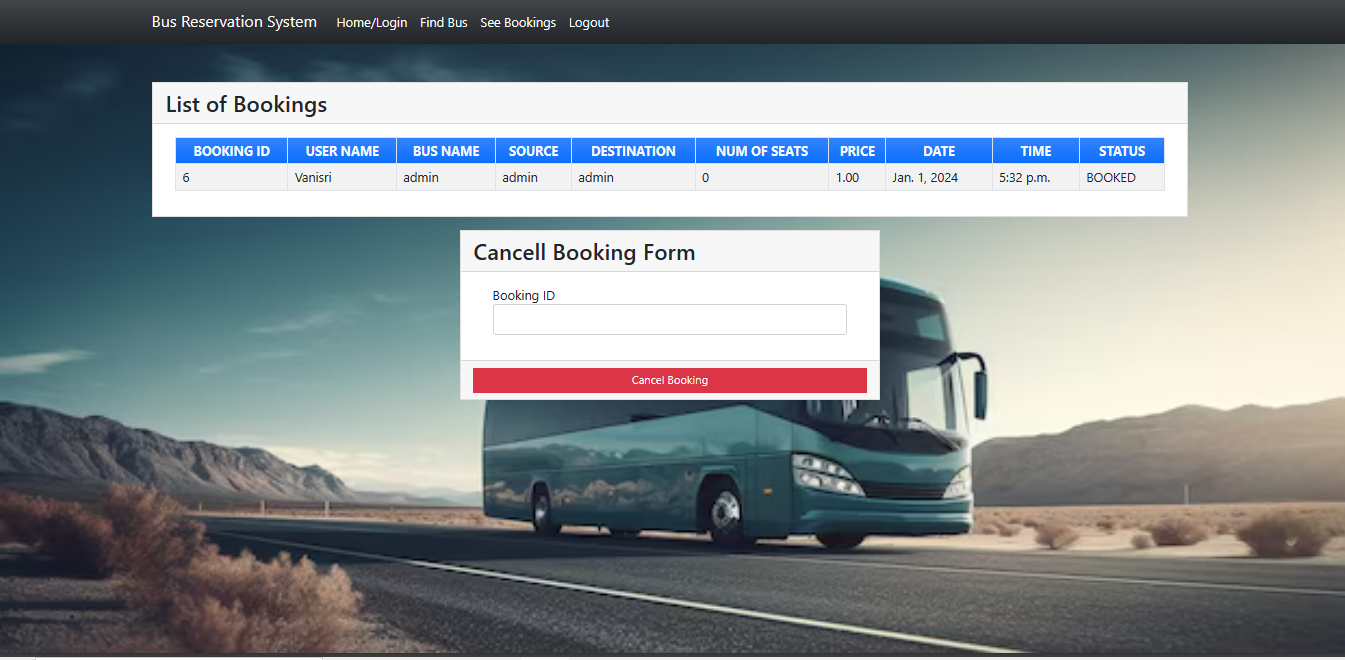 Bus Reservation System Home/Login Find Bus See Bookings Logout
List of Bookings
BOOKING ID USER NAME BUS NAME SOURCE DESTINATION NUM OF SEATS PRICE DATE TIME STATUS
6 Vanisri admin admin admin 0 1.00 Jan. 1, 2024 5:32 p.m. BOOKED
Cancell Booking Form
Booking ID
Cancel Booking